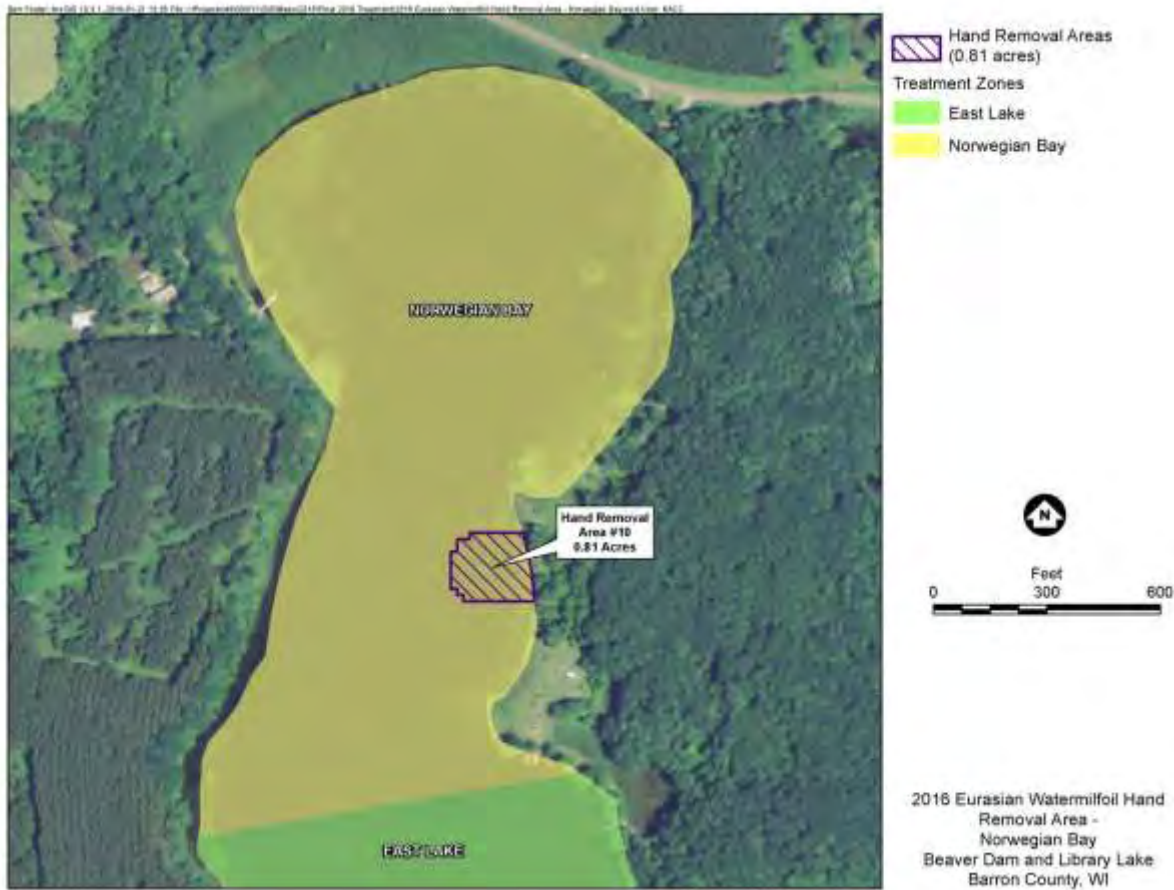 Hand Removal Areas
(0.81 acres)
Treatment Zones
East Lake
Norwegian Bay
NORWEGIAN BAY
Hand Removal
Area #10
0.81 Acres
EAST LAKE
N
Feet
0 300 600
2016 Eurasian Watermilfoil Hand
Removal Area -
Norwegian Bay
Beaver Dam and Library Lake
Barron County, WI